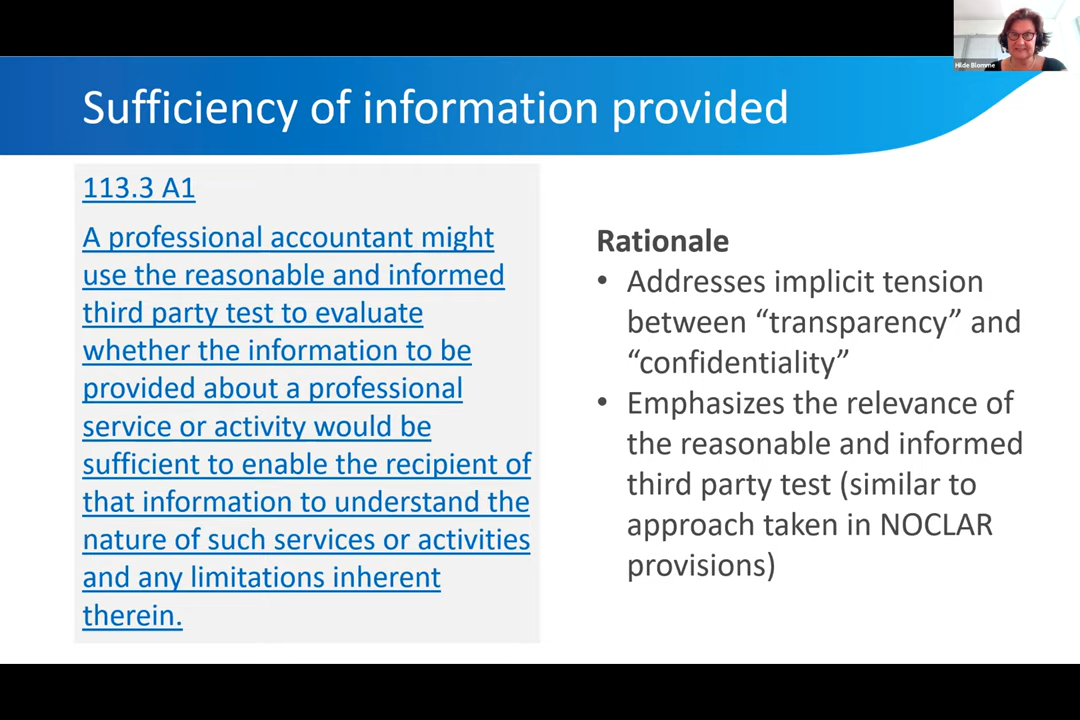 Hilde Blomme
Sufficiency of information provided
113.3 A1
A professional accountant might
use the reasonable and informed
third party test to evaluate
whether the information to be
provided about a professional
service or activity would be
sufficient to enable the recipient of
that information to understand the
nature of such services or activities
and any limitations inherent
therein.
Rationale
• Addresses implicit tension
between “transparency” and
“confidentiality”
• Emphasizes the relevance of
the reasonable and informed
third party test (similar to
approach taken in NOCLAR
provisions)